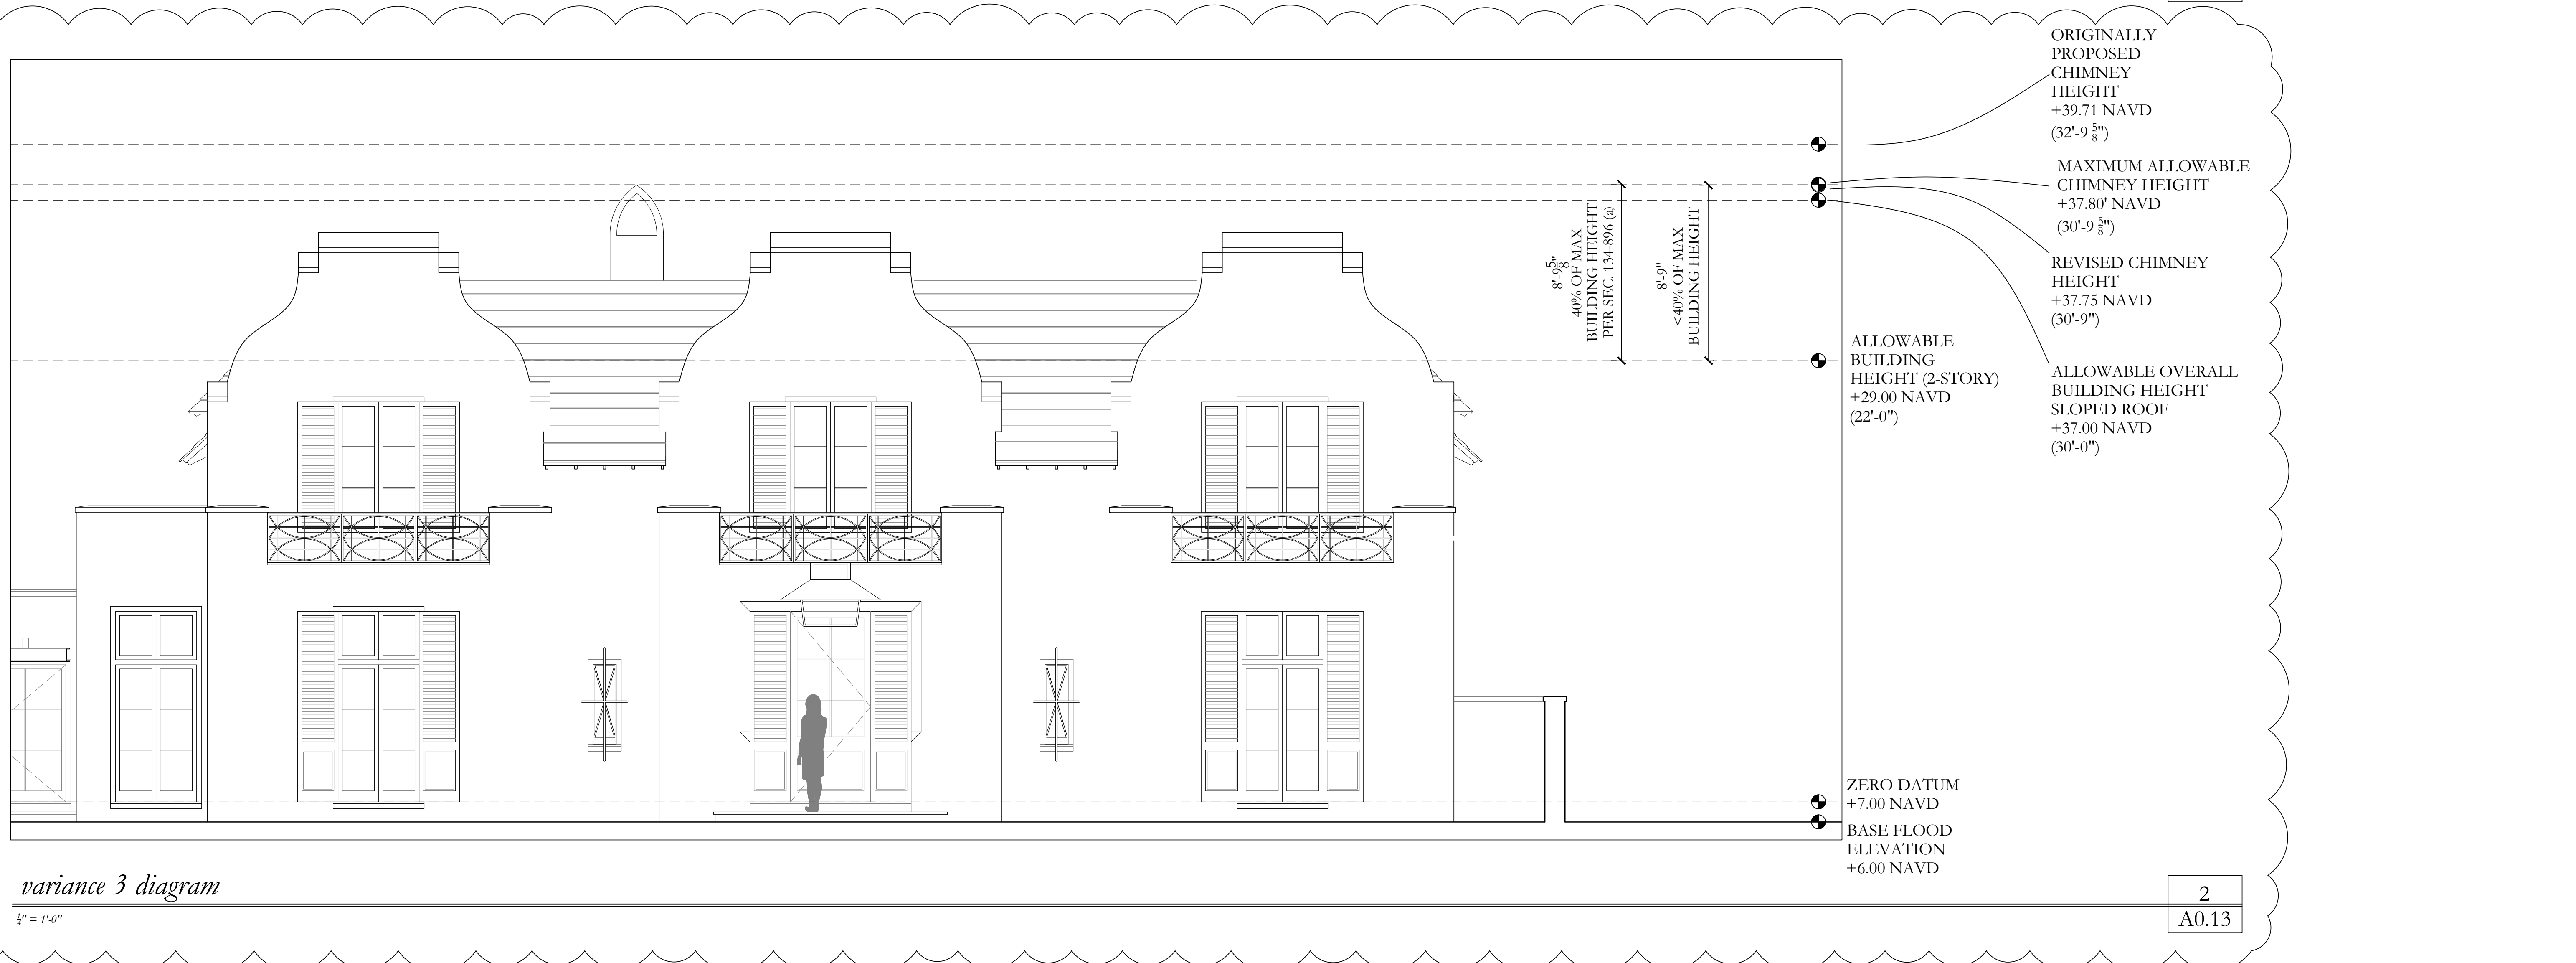 ORIGINALLY
PROPOSED
CHIMNEY
HEIGHT
+39.71 NAVD
(32'-9 5/8")
MAXIMUM ALLOWABLE
CHIMNEY HEIGHT
+37.80' NAVD
(30'-9 5/8")
REVISED CHIMNEY
HEIGHT
+37.75 NAVD
(30'-9")
ALLOWABLE OVERALL
BUILDING HEIGHT
SLOPED ROOF
+37.00 NAVD
(30'-0")
8'-9 5/8"
40% OF MAX
BUILDING HEIGHT
PER SEC. 134-896 (a)
8'-9"
<40% OF MAX
BUILDING HEIGHT
ALLOWABLE
BUILDING
HEIGHT (2-STORY)
+29.00 NAVD
(22'-0")
ZERO DATUM
+7.00 NAVD
BASE FLOOD
ELEVATION
+6.00 NAVD
variance 3 diagram
1/4" = 1'-0"
2
A0.13